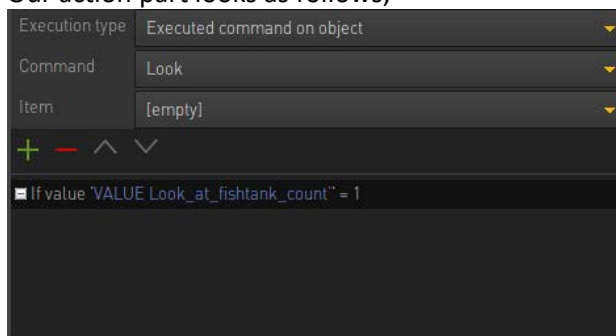 Our action part looks as follows,
Execution type Executed command on object
Command Look
Item [empty]
If value 'VALUE Look_at_fishtank_count'' = 1